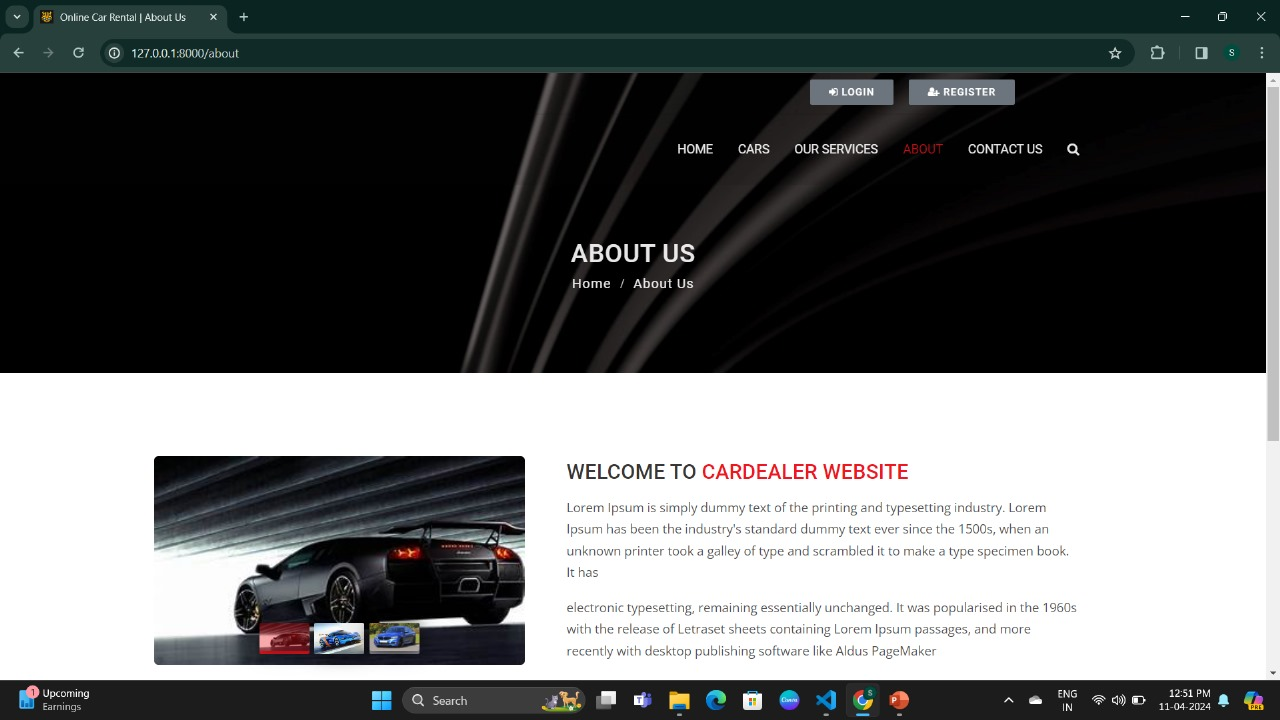 Online Car Rental | About Us
127.0.0.1:8000/about
S
LOGIN
REGISTER
HOME
CARS
OUR SERVICES
ABOUT
CONTACT US
ABOUT US
Home / About Us
WELCOME TO CARDEALER WEBSITE
Lorem Ipsum is simply dummy text of the printing and typesetting industry. Lorem
Ipsum has been the industry's standard dummy text ever since the 1500s, when an
unknown printer took a galley of type and scrambled it to make a type specimen book.
It has
electronic typesetting, remaining essentially unchanged. It was popularised in the 1960s
with the release of Letraset sheets containing Lorem Ipsum passages, and more
recently with desktop publishing software like Aldus PageMaker
1
Upcoming
Earnings
Search
Canva
S
P
ENG
IN
12:51 PM
11-04-2024
PRE